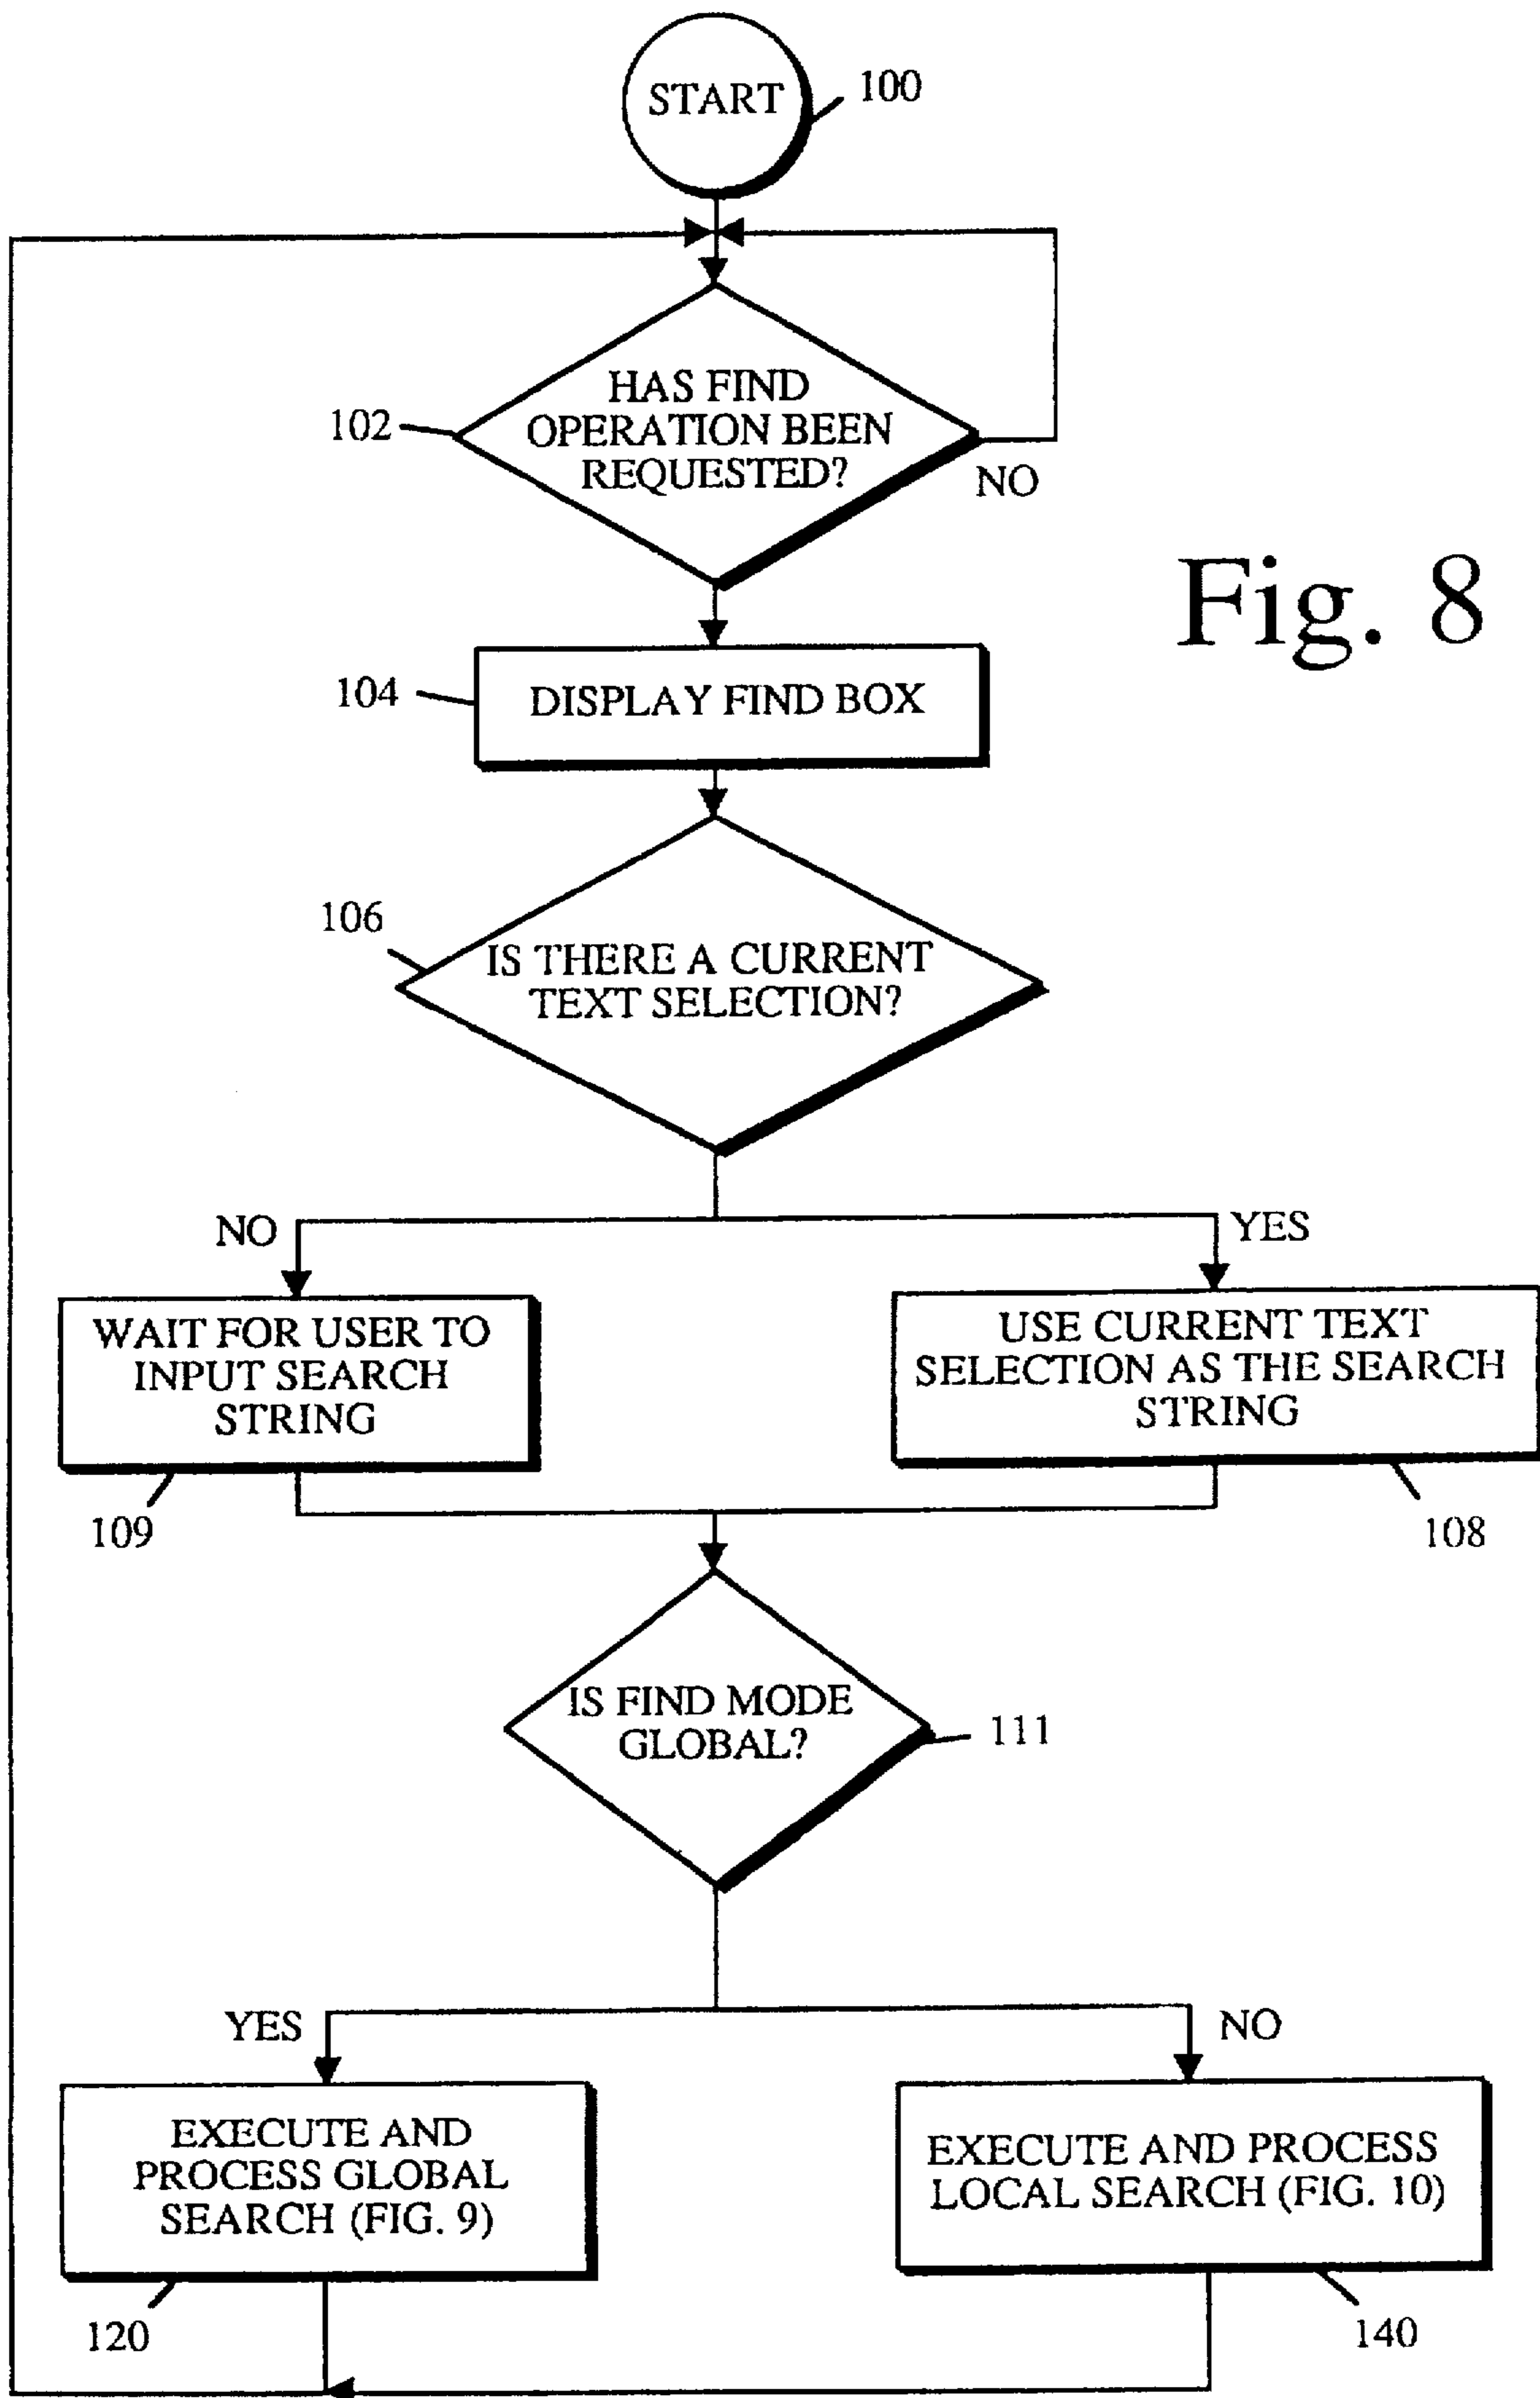 START
100
HAS FIND
OPERATION BEEN
REQUESTED?
102
NO
Fig. 8
104
DISPLAY FIND BOX
106
IS THERE A CURRENT
TEXT SELECTION?
NO
YES
WAIT FOR USER TO
INPUT SEARCH
STRING
USE CURRENT TEXT
SELECTION AS THE SEARCH
STRING
109
108
IS FIND MODE
GLOBAL?
111
YES
NO
EXECUTE AND
PROCESS GLOBAL
SEARCH (FIG. 9)
EXECUTE AND PROCESS
LOCAL SEARCH (FIG. 10)
120
140